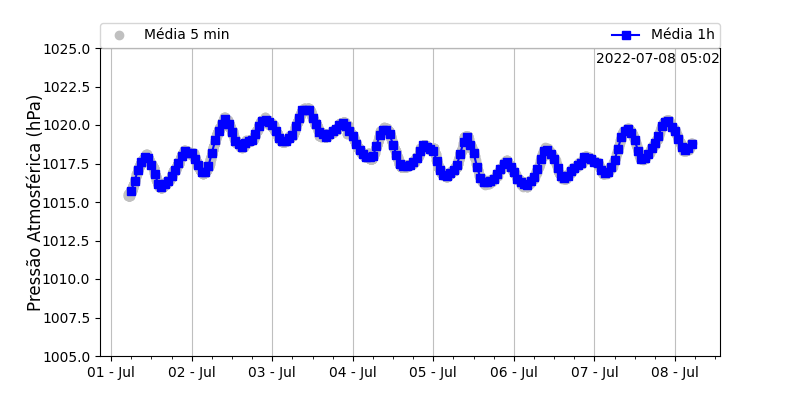 Média 5 min
Média 1h
2022-07-08 05:02
Pressão Atmosférica (hPa)
1025.0
1022.5
1020.0
1017.5
1015.0
1012.5
1010.0
1007.5
1005.0
01 - Jul
02 - Jul
03 - Jul
04 - Jul
05 - Jul
06 - Jul
07 - Jul
08 - Jul